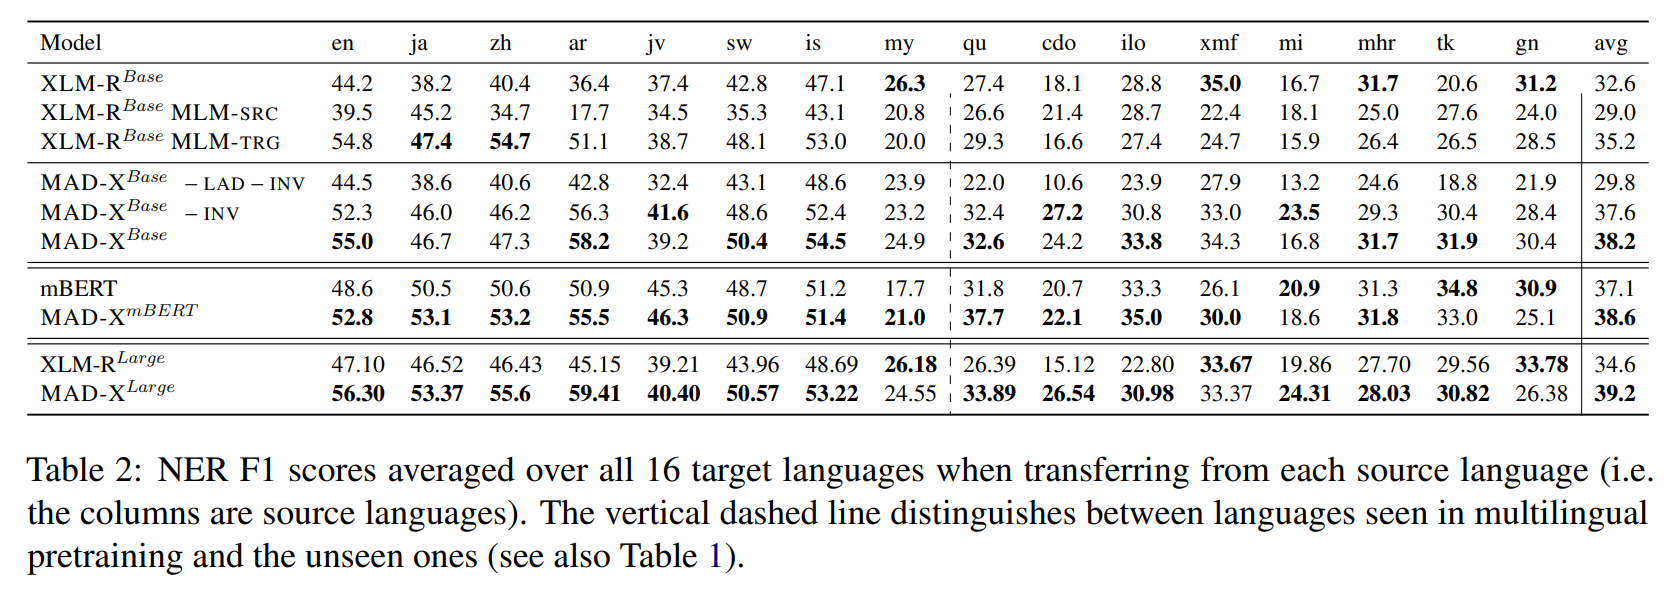 Model en ja zh ar jv sw is my qu cdo ilo xmf mi mhr tk gn avg
XLM-R^Base 44.2 38.2 40.4 36.4 37.4 42.8 47.1 26.3 27.4 18.1 28.8 35.0 16.7 31.7 20.6 31.2 32.6
XLM-R^Base MLM-SRC 39.5 45.2 34.7 17.7 34.5 35.3 43.1 20.8 26.6 21.4 28.7 22.4 18.1 25.0 27.6 24.0 29.0
XLM-R^Base MLM-TRG 54.8 47.4 54.7 51.1 38.7 48.1 53.0 20.0 29.3 16.6 27.4 24.7 15.9 26.4 26.5 28.5 35.2
MAD-X^Base – LAD – INV 44.5 38.6 40.6 42.8 32.4 43.1 48.6 23.9 22.0 10.6 23.9 27.9 13.2 24.6 18.8 21.9 29.8
MAD-X^Base – INV 52.3 46.0 46.2 56.3 41.6 48.6 52.4 23.2 32.4 27.2 30.8 33.0 23.5 29.3 30.4 28.4 37.6
MAD-X^Base 55.0 46.7 47.3 58.2 39.2 50.4 54.5 24.9 32.6 24.2 33.8 34.3 16.8 31.7 31.9 30.4 38.2
mBERT 48.6 50.5 50.6 50.9 45.3 48.7 51.2 17.7 31.8 20.7 33.3 26.1 20.9 31.3 34.8 30.9 37.1
MAD-X^mBERT 52.8 53.1 53.2 55.5 46.3 50.9 51.4 21.0 37.7 22.1 35.0 30.0 18.6 31.8 33.0 25.1 38.6
XLM-R^Large 47.10 46.52 46.43 45.15 39.21 43.96 48.69 26.18 26.39 15.12 22.80 33.67 19.86 27.70 29.56 33.78 34.6
MAD-X^Large 56.30 53.37 55.6 59.41 40.40 50.57 53.22 24.55 33.89 26.54 30.98 33.37 24.31 28.03 30.82 26.38 39.2
Table 2: NER F1 scores averaged over all 16 target languages when transferring from each source language (i.e.
the columns are source languages). The vertical dashed line distinguishes between languages seen in multilingual
pretraining and the unseen ones (see also Table 1).